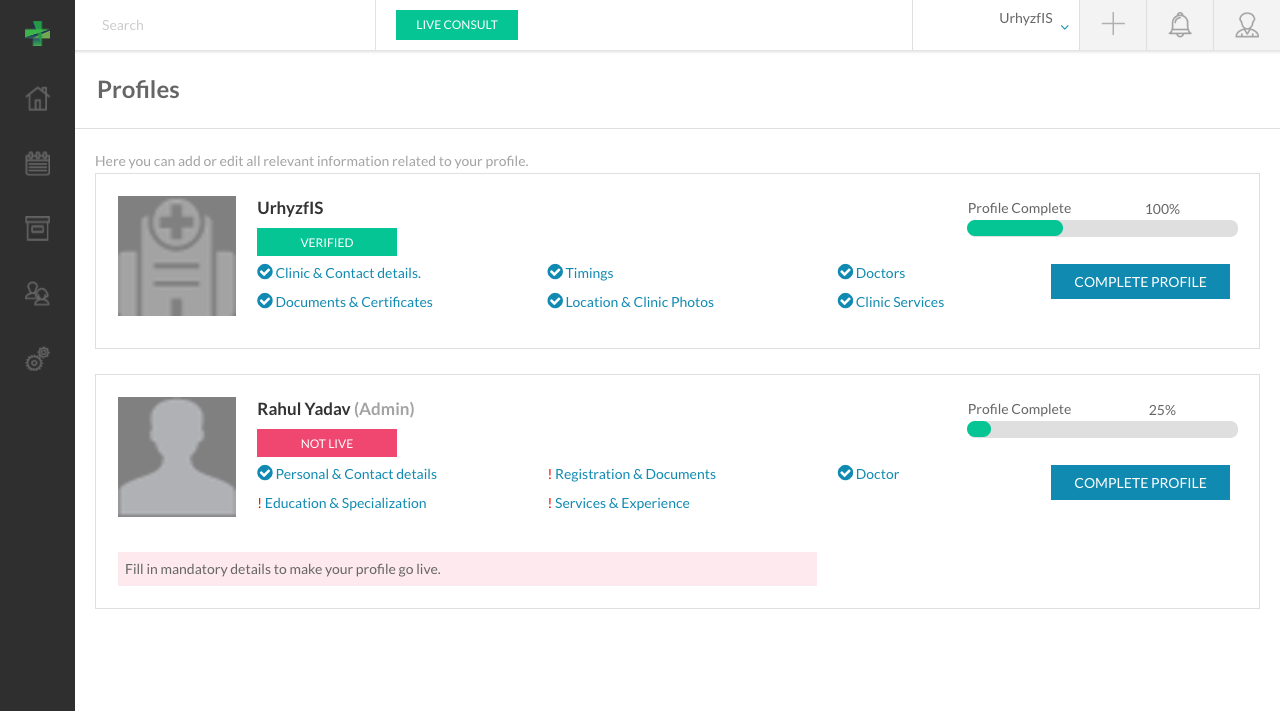 Search
LIVE CONSULT
UrhyzfIS
Profiles
Here you can add or edit all relevant information related to your profile.
UrhyzfIS
VERIFIED
Clinic & Contact details.
Timings
Doctors
Documents & Certificates
Location & Clinic Photos
Clinic Services
Profile Complete 100%
COMPLETE PROFILE
Rahul Yadav (Admin)
NOT LIVE
Personal & Contact details
! Registration & Documents
Doctor
! Education & Specialization
! Services & Experience
Profile Complete 25%
COMPLETE PROFILE
Fill in mandatory details to make your profile go live.